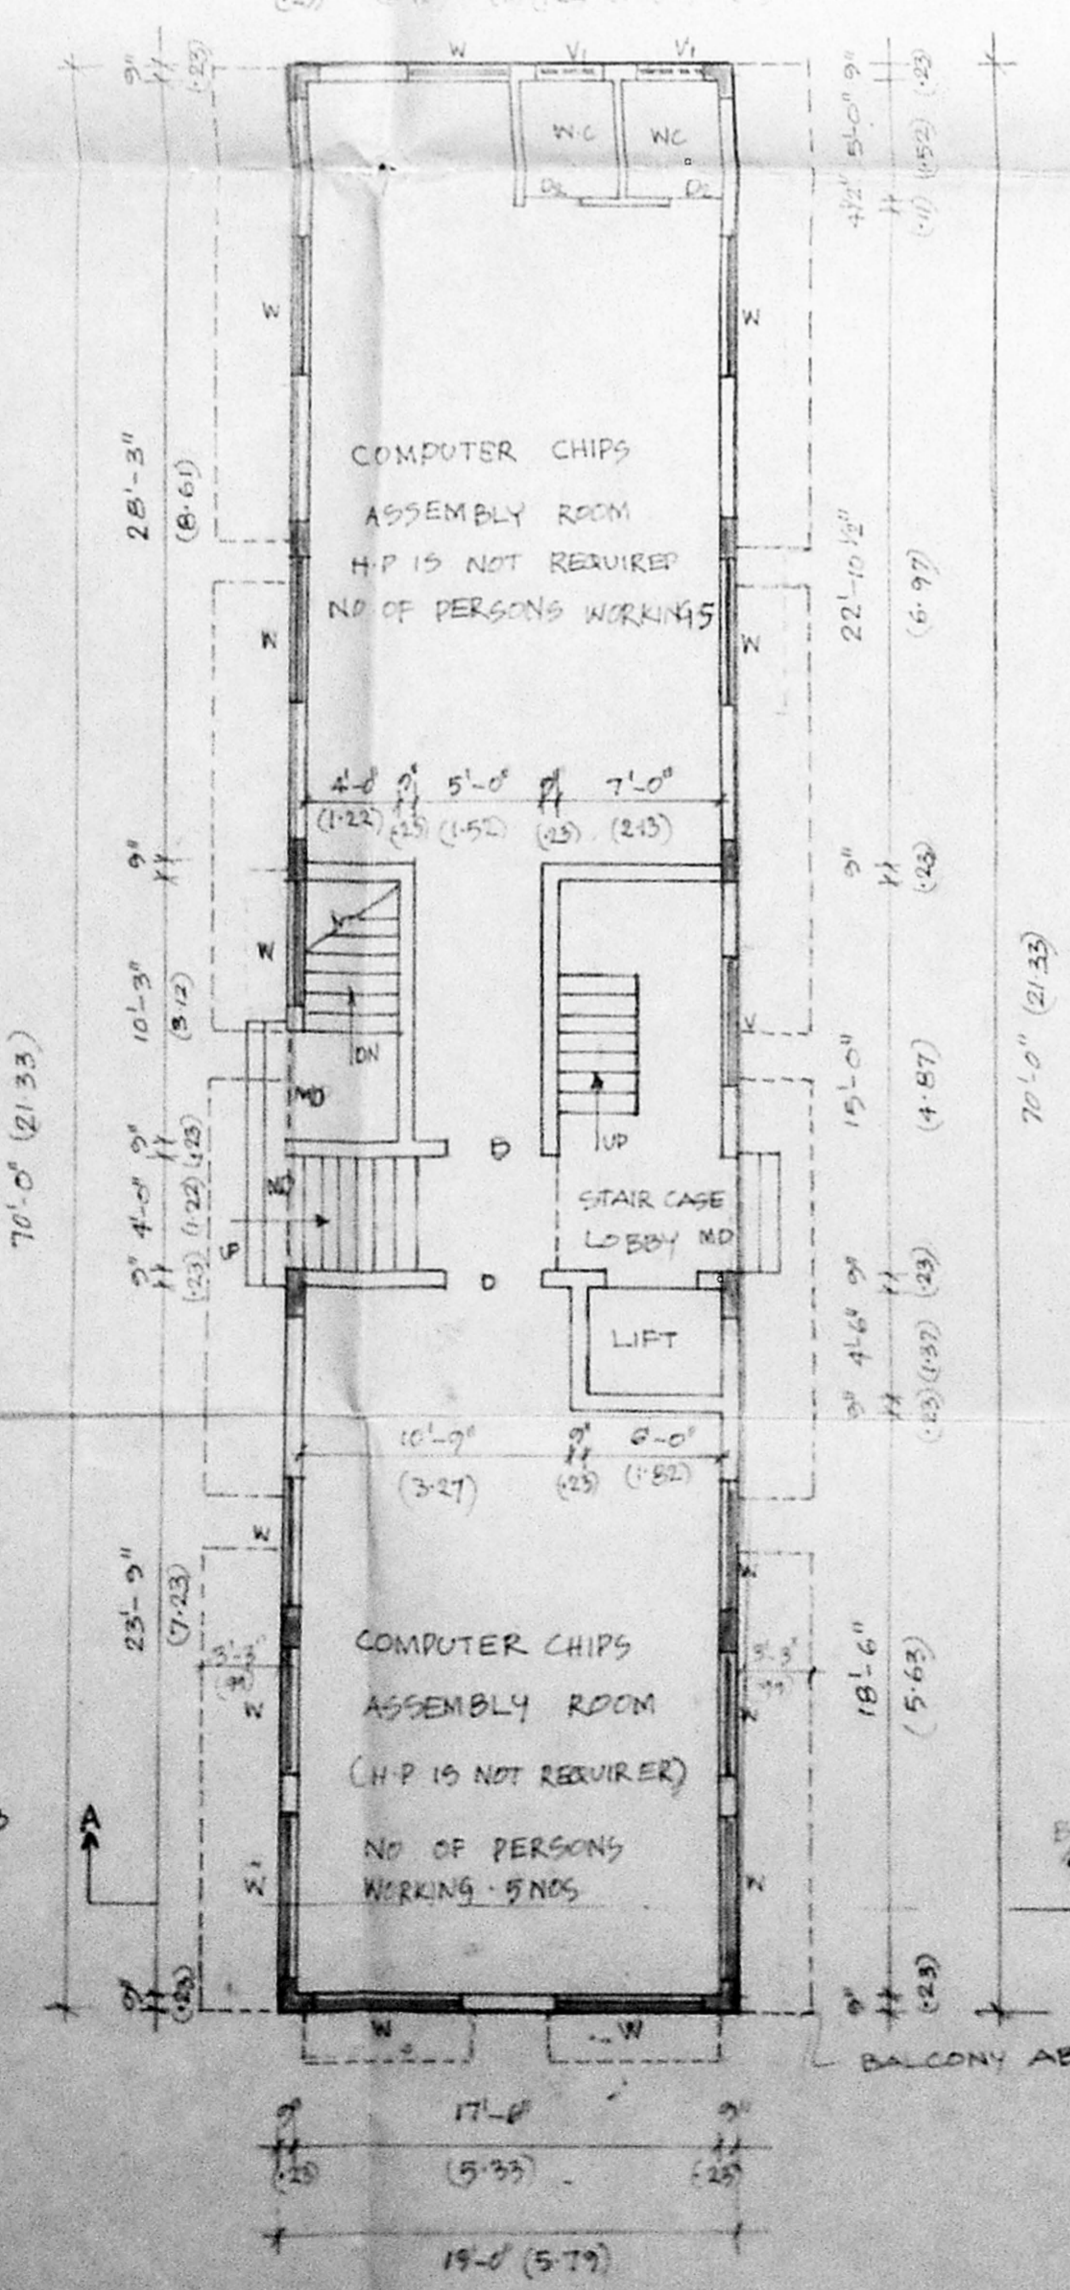 W V1 V1
9" (.23)
9" (.23)
W.C WC
5'-0" (1.52)
D2 D2
4½" (.11)
W W
COMPUTER CHIPS
ASSEMBLY ROOM
H.P IS NOT REQUIRED
NO OF PERSONS WORKING 5
28'-3" (8.61)
22'-10½" (6.97)
W W
4'-0" 9" 5'-0" 9" 7'-0"
(1.22) (.23) (1.52) (.23) (2.13)
9"
9" (.23)
W
10'-3" (3.12)
DN
MD
UP
15'-0" (4.87)
70'-0" (21.33)
70'-0" (21.33)
9" (.23)
D
4'-0" (1.22)
MD
UP
STAIR CASE
LOBBY MD
9" (.23)
D
9" (.23)
LIFT
4'-6" (1.37)
9" (.23)
10'-9" 9" 6'-0"
(3.27) (.23) (1.82)
W
W
23'-9" (7.23)
18'-6" (5.63)
COMPUTER CHIPS
3'-3" 3'-3"
.99 .99
ASSEMBLY ROOM
W W
(H.P IS NOT REQUIRER)
A
NO OF PERSONS
WORKING . 5 NOS
W' W
9" (.23)
9" (.23)
W W
BALCONY AB
9" 17'-6" 9"
(.23) (5.33) (.23)
19'-0" (5.79)